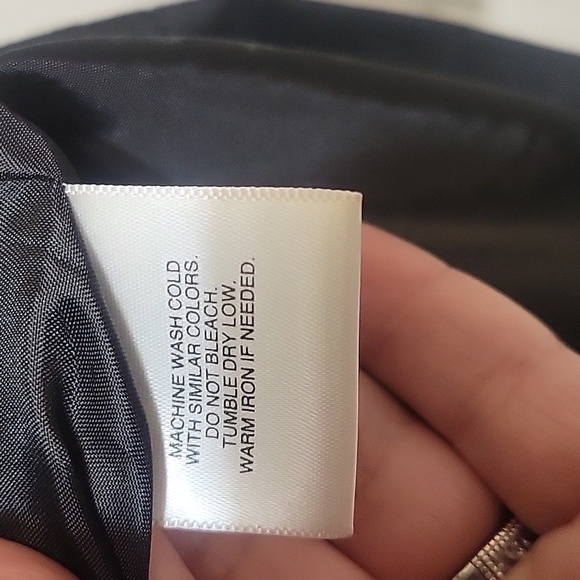 MACHINE WASH COLD
WITH SIMILAR COLORS.
DO NOT BLEACH.
TUMBLE DRY LOW.
WARM IRON IF NEEDED.